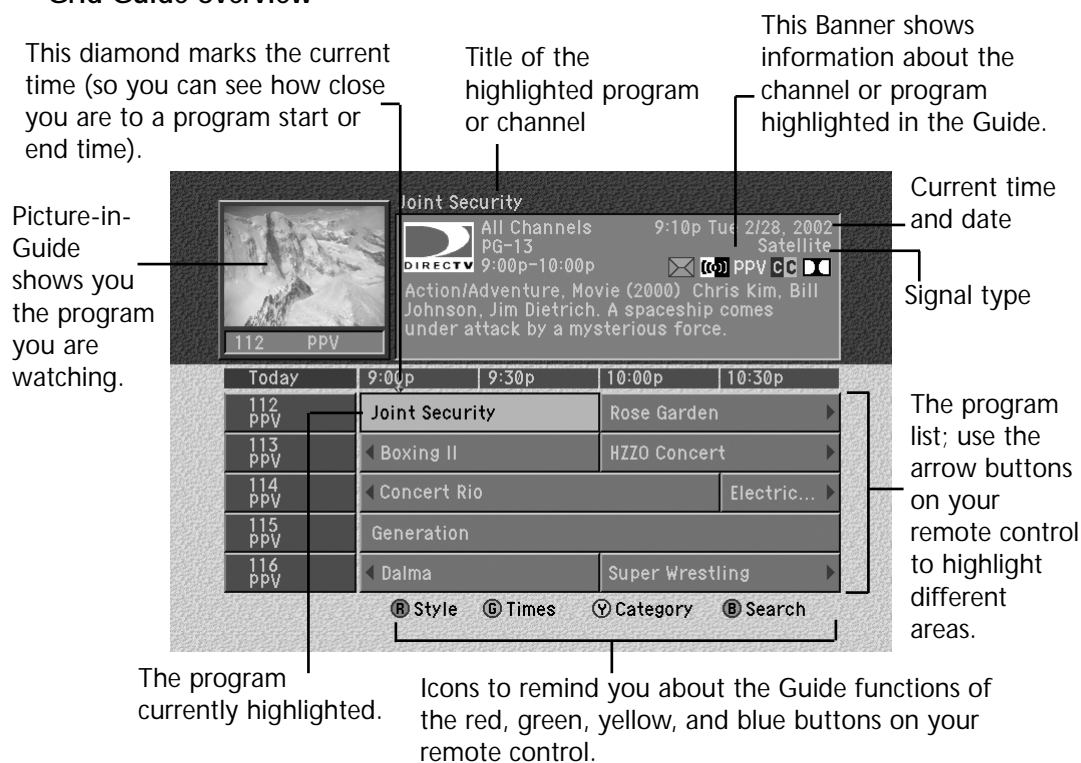 Grid Guide overview
This diamond marks the current
time (so you can see how close
you are to a program start or
end time).
Title of the
highlighted program
or channel
This Banner shows
information about the
channel or program
highlighted in the Guide.
Picture-in-
Guide
shows you
the program
you are
watching.
Current time
and date
Signal type
Joint Security
DIRECTV
All Channels 9:10p Tue 2/28, 2002
PG-13 Satellite
9:00p-10:00p PPV CC
Action/Adventure, Movie (2000) Chris Kim, Bill
Johnson, Jim Dietrich. A spaceship comes
under attack by a mysterious force.
112 PPV
Today 9:00p 9:30p 10:00p 10:30p
112
PPV
Joint Security Rose Garden
113
PPV
Boxing II HZZO Concert
114
PPV
Concert Rio Electric...
115
PPV
Generation
116
PPV
Dalma Super Wrestling
R Style G Times Y Category B Search
The program
list; use the
arrow buttons
on your
remote control
to highlight
different
areas.
The program
currently highlighted.
Icons to remind you about the Guide functions of
the red, green, yellow, and blue buttons on your
remote control.